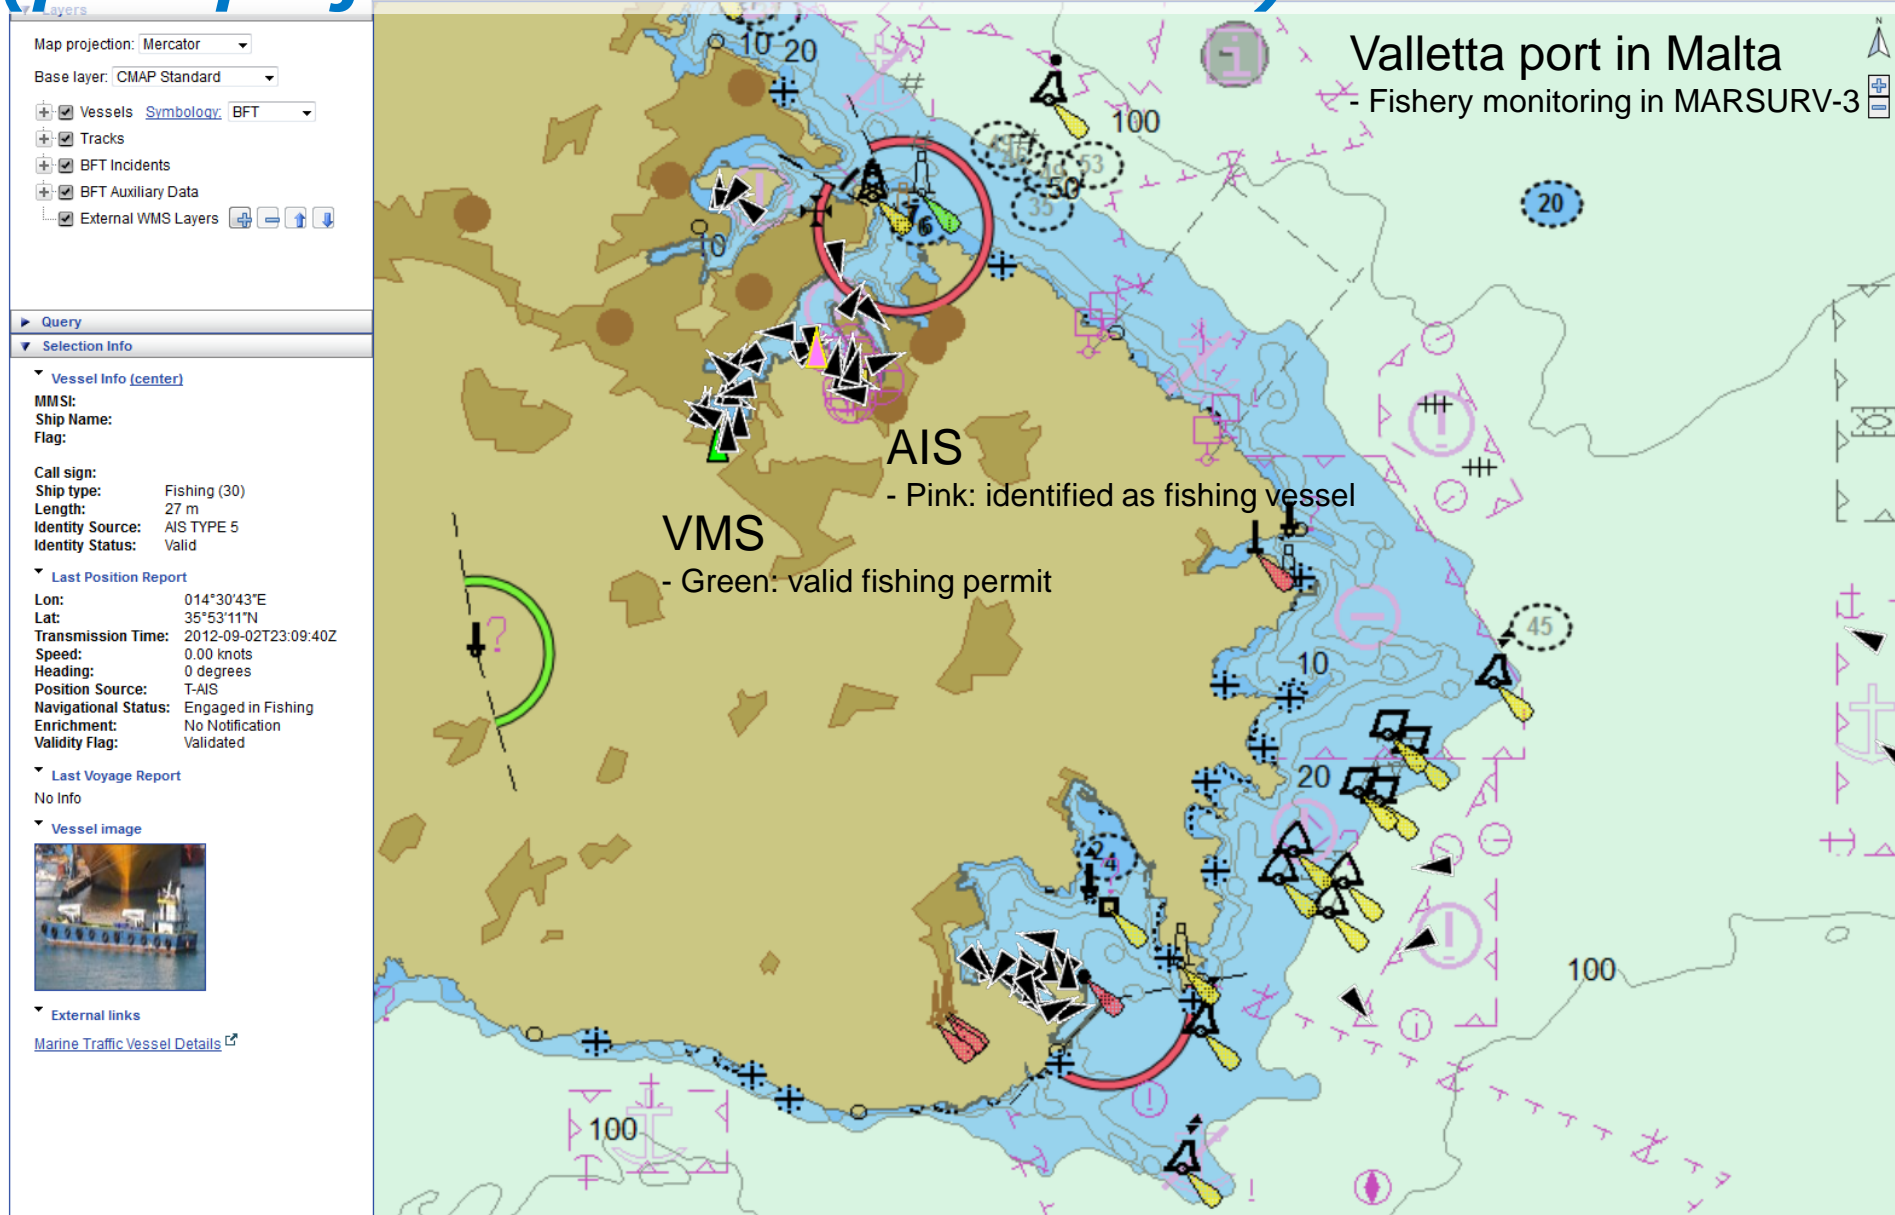 Layers
Map projection: Mercator
Base layer: CMAP Standard
Vessels Symbology: BFT
Tracks
BFT Incidents
BFT Auxiliary Data
External WMS Layers
Query
Selection Info
Vessel Info (center)
MMSI:
Ship Name:
Flag:
Call sign:
Ship type: Fishing (30)
Length: 27 m
Identity Source: AIS TYPE 5
Identity Status: Valid
Last Position Report
Lon: 014°30'43"E
Lat: 35°53'11"N
Transmission Time: 2012-09-02T23:09:40Z
Speed: 0.00 knots
Heading: 0 degrees
Position Source: T-AIS
Navigational Status: Engaged in Fishing
Enrichment: No Notification
Validity Flag: Validated
Last Voyage Report
No Info
Vessel image
External links
Marine Traffic Vessel Details
Valletta port in Malta
- Fishery monitoring in MARSURV-3
N
10 20
100
53
50
35
20
10
76
AIS
- Pink: identified as fishing vessel
VMS
- Green: valid fishing permit
?
45
10
20
24
100
100